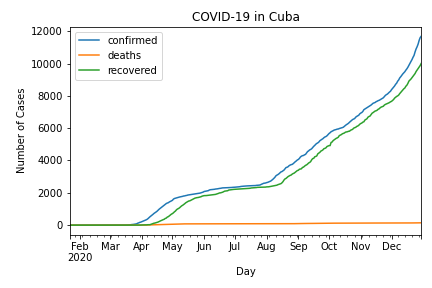 COVID-19 in Cuba
confirmed
deaths
recovered
Number of Cases
12000
10000
8000
6000
4000
2000
0
Feb Mar Apr May Jun Jul Aug Sep Oct Nov Dec
2020
Day